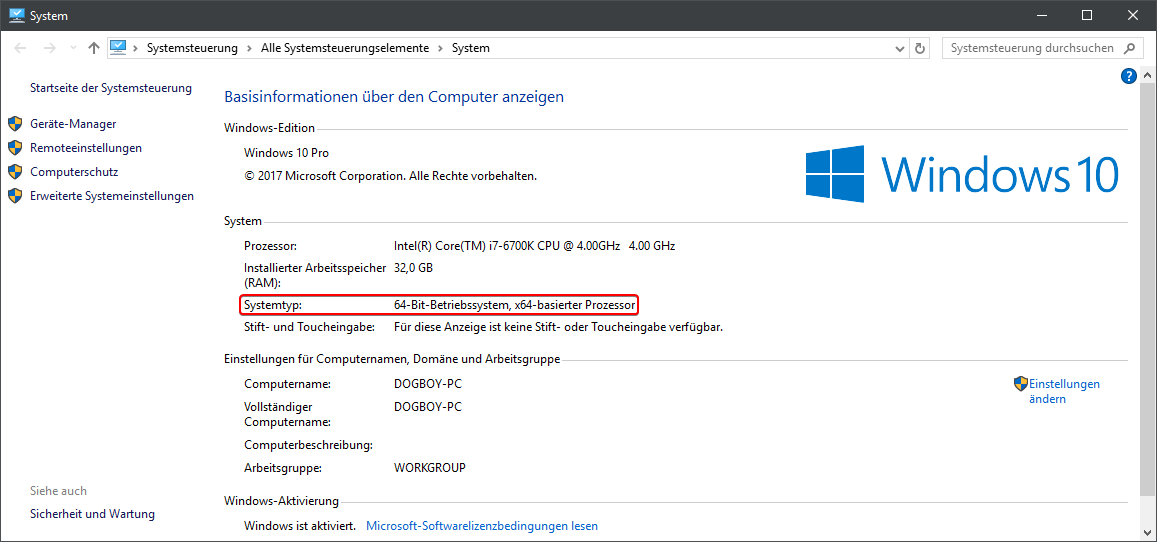 System
Systemsteuerung > Alle Systemsteuerungselemente > System
Systemsteuerung durchsuchen
Startseite der Systemsteuerung
Geräte-Manager
Remoteeinstellungen
Computerschutz
Erweiterte Systemeinstellungen
Siehe auch
Sicherheit und Wartung
?
Basisinformationen über den Computer anzeigen
Windows-Edition
Windows 10 Pro
© 2017 Microsoft Corporation. Alle Rechte vorbehalten.
Windows 10
System
Prozessor: Intel(R) Core(TM) i7-6700K CPU @ 4.00GHz 4.00 GHz
Installierter Arbeitsspeicher 32,0 GB
(RAM):
Systemtyp: 64-Bit-Betriebssystem, x64-basierter Prozessor
Stift- und Toucheingabe: Für diese Anzeige ist keine Stift- oder Toucheingabe verfügbar.
Einstellungen für Computernamen, Domäne und Arbeitsgruppe
Computername: DOGBOY-PC
Vollständiger DOGBOY-PC
Computername:
Computerbeschreibung:
Arbeitsgruppe: WORKGROUP
Einstellungen
ändern
Windows-Aktivierung
Windows ist aktiviert. Microsoft-Softwarelizenzbedingungen lesen